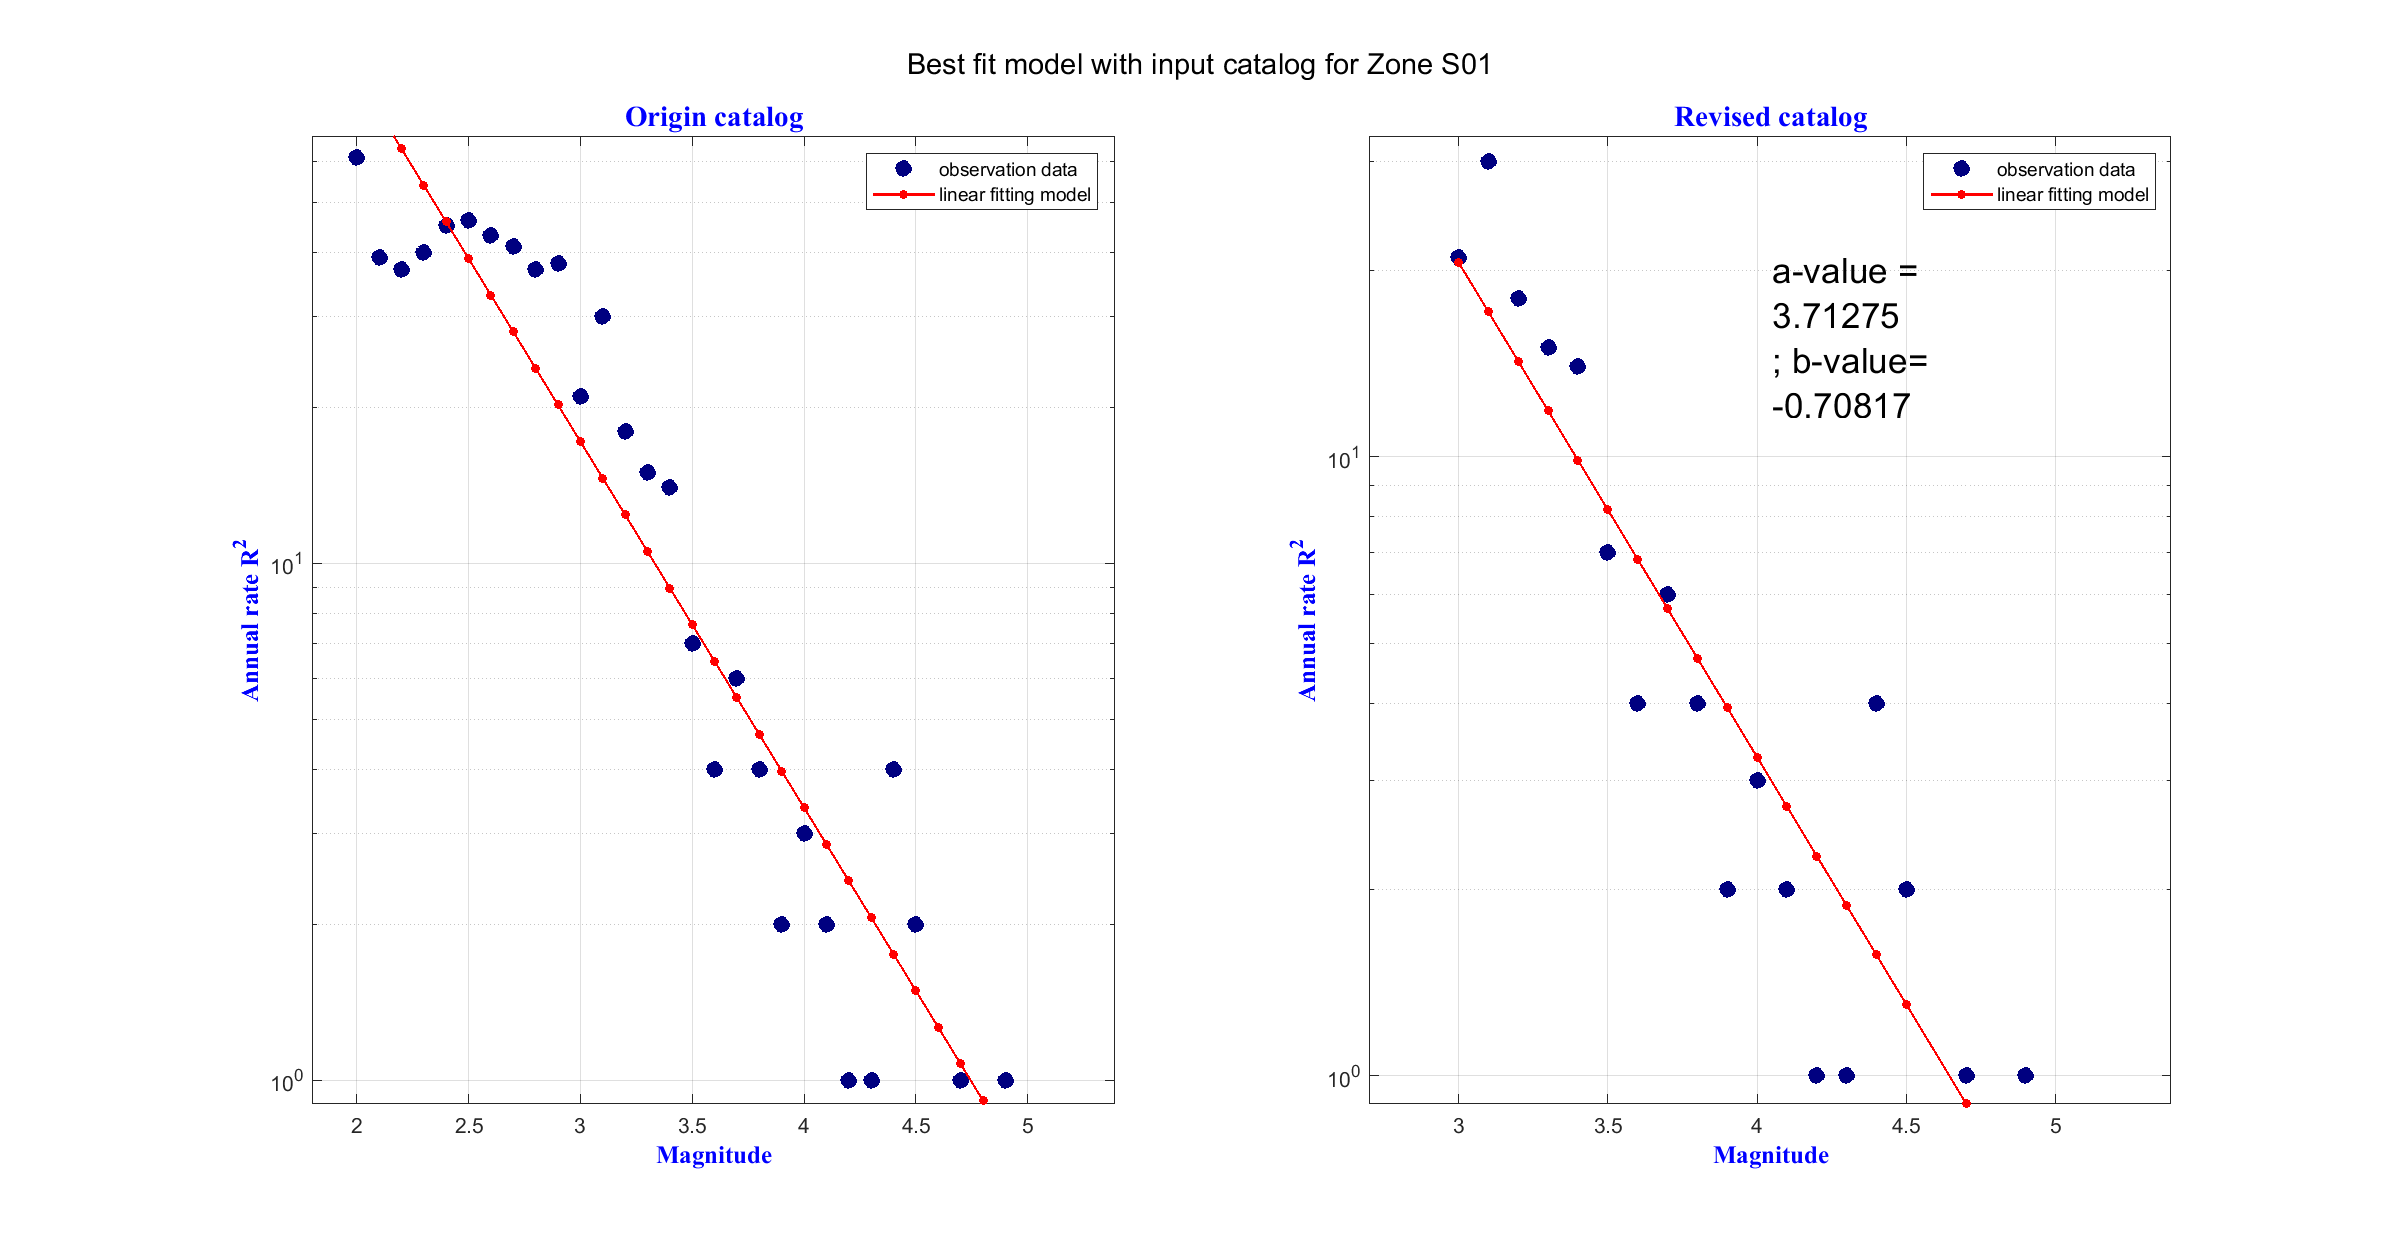 Best fit model with input catalog for Zone S01
Origin catalog
observation data
linear fitting model
Annual rate R²
10¹
10⁰
2 2.5 3 3.5 4 4.5 5
Magnitude
Revised catalog
observation data
linear fitting model
a-value =
3.71275
; b-value=
-0.70817
Annual rate R²
10¹
10⁰
3 3.5 4 4.5 5
Magnitude